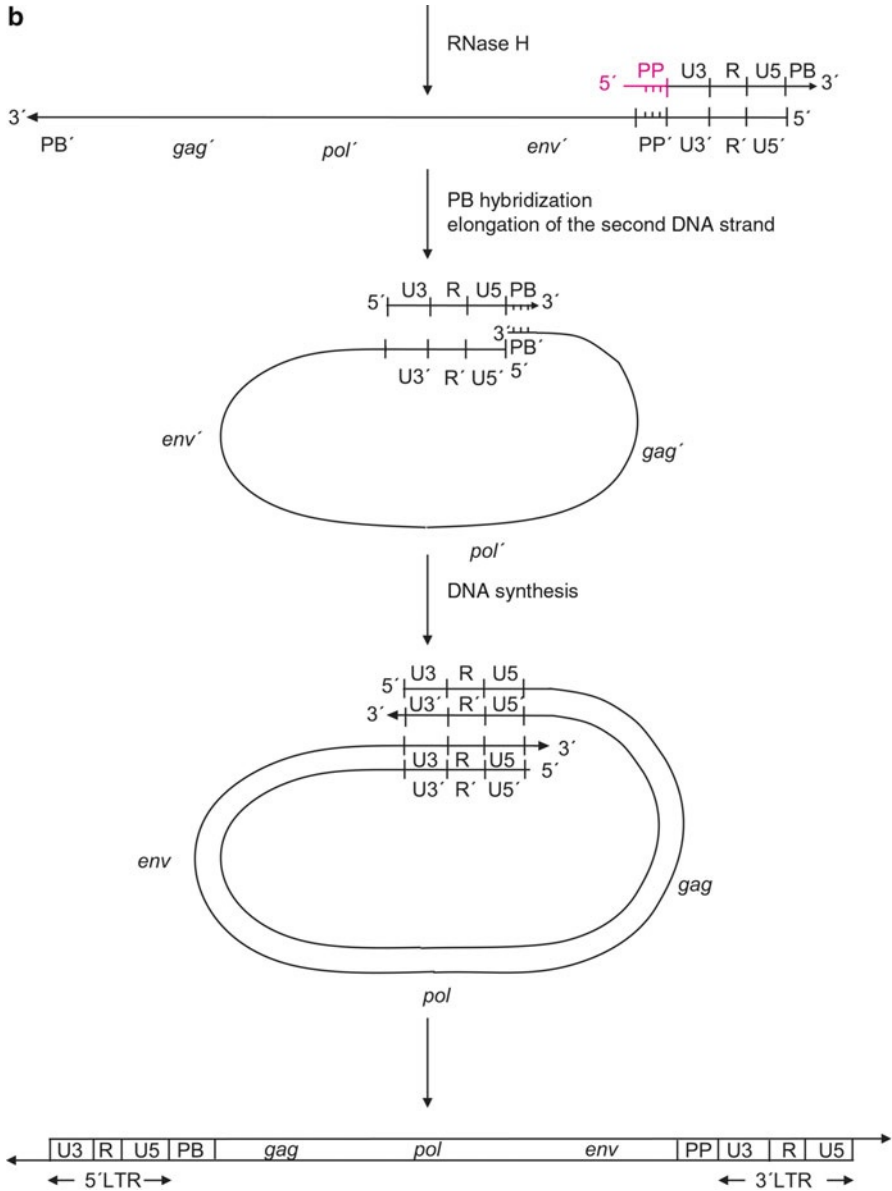 b
RNase H
PP U3 R U5 PB
5´ 3´
3´ 5´
PB´ gag´ pol´ env´ PP´ U3´ R´ U5´
PB hybridization
elongation of the second DNA strand
U3 R U5 PB
5´ 3´
3´
PB´
U3´ R´ U5´ 5´
env´
gag´
pol´
DNA synthesis
U3 R U5
5´
U3´ R´ U5´
3´
3´
U3 R U5
5´
U3´ R´ U5´
env
gag
pol
U3 R U5 PB gag pol env PP U3 R U5
5´LTR 3´LTR